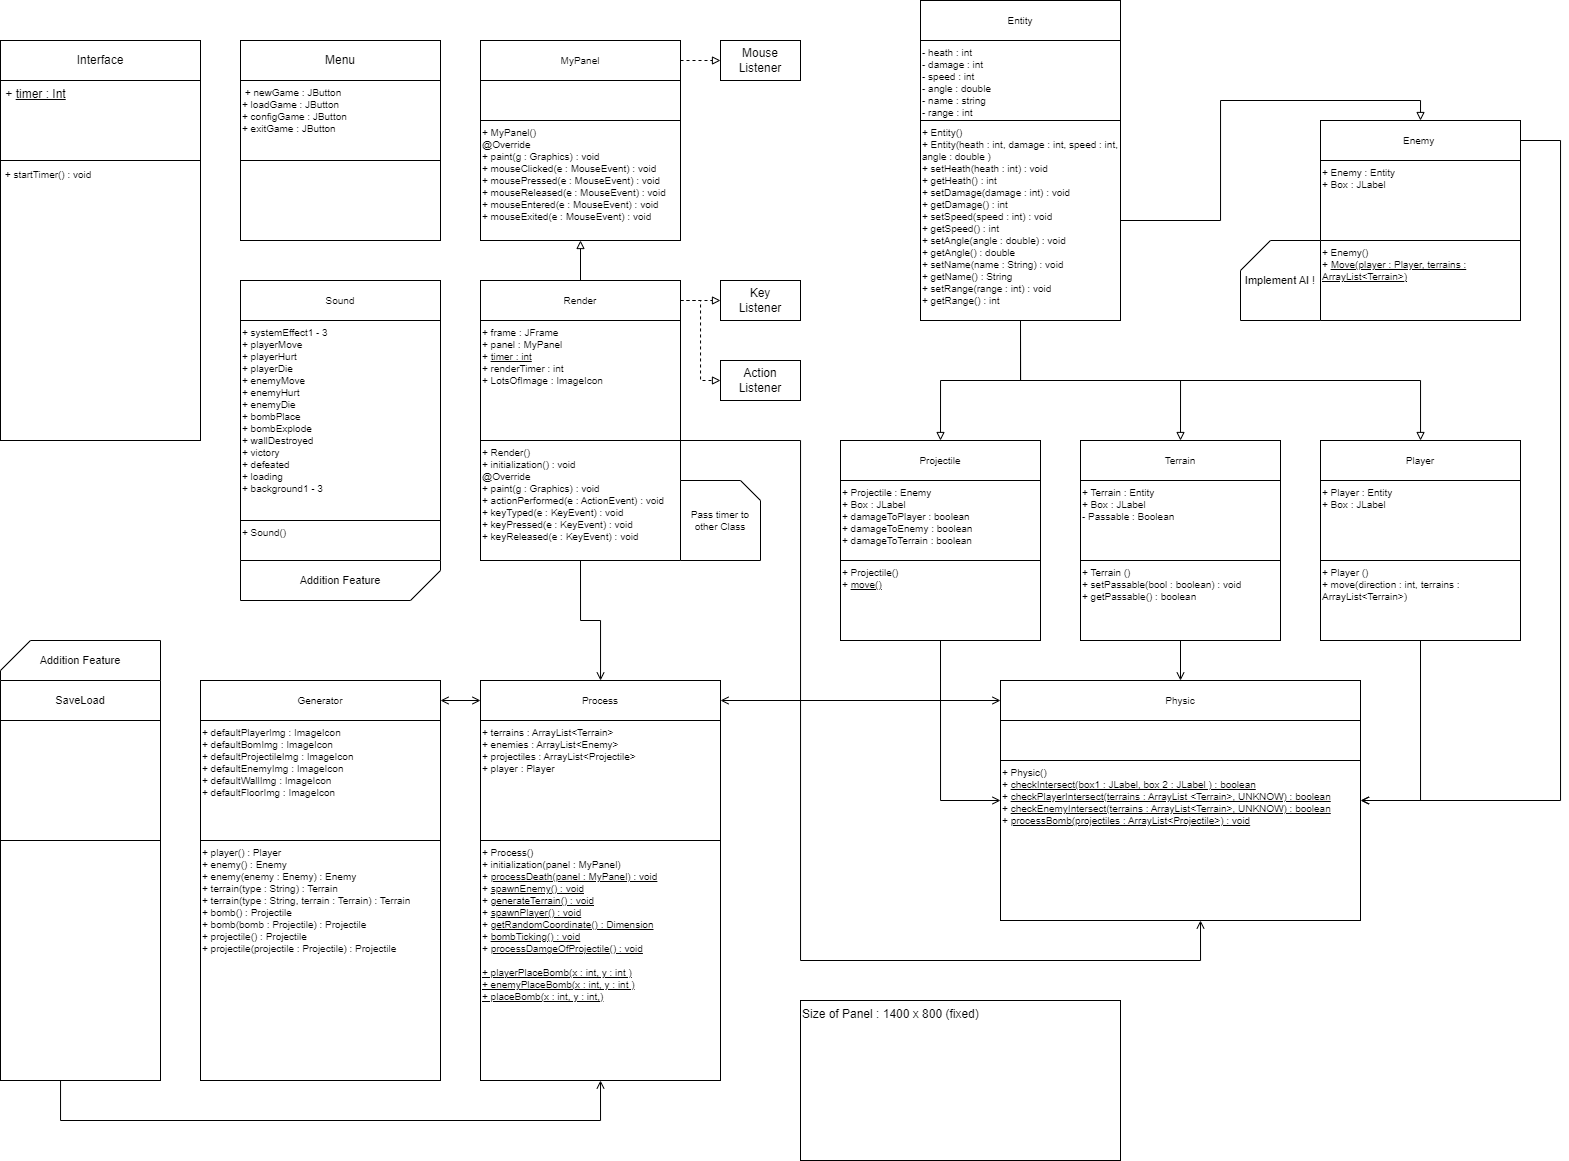 Interface
+ timer : Int
+ startTimer() : void
Menu
+ newGame : JButton
+ loadGame : JButton
+ configGame : JButton
+ exitGame : JButton
MyPanel
+ MyPanel()
@Override
+ paint(g : Graphics) : void
+ mouseClicked(e : MouseEvent) : void
+ mousePressed(e : MouseEvent) : void
+ mouseReleased(e : MouseEvent) : void
+ mouseEntered(e : MouseEvent) : void
+ mouseExited(e : MouseEvent) : void
Mouse
Listener
Entity
- heath : int
- damage : int
- speed : int
- angle : double
- name : string
- range : int
+ Entity()
+ Entity(heath : int, damage : int, speed : int,
angle : double )
+ setHeath(heath : int) : void
+ getHeath() : int
+ setDamage(damage : int) : void
+ getDamage() : int
+ setSpeed(speed : int) : void
+ getSpeed() : int
+ setAngle(angle : double) : void
+ getAngle() : double
+ setName(name : String) : void
+ getName() : String
+ setRange(range : int) : void
+ getRange() : int
Enemy
+ Enemy : Entity
+ Box : JLabel
+ Enemy()
+ Move(player : Player, terrains :
ArrayList<Terrain>)
Implement AI !
Sound
+ systemEffect1 - 3
+ playerMove
+ playerHurt
+ playerDie
+ enemyMove
+ enemyHurt
+ enemyDie
+ bombPlace
+ bombExplode
+ wallDestroyed
+ victory
+ defeated
+ loading
+ background1 - 3
+ Sound()
Addition Feature
Render
+ frame : JFrame
+ panel : MyPanel
+ timer : int
+ renderTimer : int
+ LotsOfImage : ImageIcon
+ Render()
+ initialization() : void
@Override
+ paint(g : Graphics) : void
+ actionPerformed(e : ActionEvent) : void
+ keyTyped(e : KeyEvent) : void
+ keyPressed(e : KeyEvent) : void
+ keyReleased(e : KeyEvent) : void
Key
Listener
Action
Listener
Pass timer to
other Class
Projectile
+ Projectile : Enemy
+ Box : JLabel
+ damageToPlayer : boolean
+ damageToEnemy : boolean
+ damageToTerrain : boolean
+ Projectile()
+ move()
Terrain
+ Terrain : Entity
+ Box : JLabel
- Passable : Boolean
+ Terrain ()
+ setPassable(bool : boolean) : void
+ getPassable() : boolean
Player
+ Player : Entity
+ Box : JLabel
+ Player ()
+ move(direction : int, terrains :
ArrayList<Terrain>)
Addition Feature
SaveLoad
Generator
+ defaultPlayerImg : ImageIcon
+ defaultBomImg : ImageIcon
+ defaultProjectileImg : ImageIcon
+ defaultEnemyImg : ImageIcon
+ defaultWallImg : ImageIcon
+ defaultFloorImg : ImageIcon
+ player() : Player
+ enemy() : Enemy
+ enemy(enemy : Enemy) : Enemy
+ terrain(type : String) : Terrain
+ terrain(type : String, terrain : Terrain) : Terrain
+ bomb() : Projectile
+ bomb(bomb : Projectile) : Projectile
+ projectile() : Projectile
+ projectile(projectile : Projectile) : Projectile
Process
+ terrains : ArrayList<Terrain>
+ enemies : ArrayList<Enemy>
+ projectiles : ArrayList<Projectile>
+ player : Player
+ Process()
+ initialization(panel : MyPanel)
+ processDeath(panel : MyPanel) : void
+ spawnEnemy() : void
+ generateTerrain() : void
+ spawnPlayer() : void
+ getRandomCoordinate() : Dimension
+ bombTicking() : void
+ processDamgeOfProjectile() : void
+ playerPlaceBomb(x : int, y : int )
+ enemyPlaceBomb(x : int, y : int )
+ placeBomb(x : int, y : int,)
Physic
+ Physic()
+ checkIntersect(box1 : JLabel, box 2 : JLabel ) : boolean
+ checkPlayerIntersect(terrains : ArrayList <Terrain>, UNKNOW) : boolean
+ checkEnemyIntersect(terrains : ArrayList<Terrain>, UNKNOW) : boolean
+ processBomb(projectiles : ArrayList<Projectile>) : void
Size of Panel : 1400 x 800 (fixed)